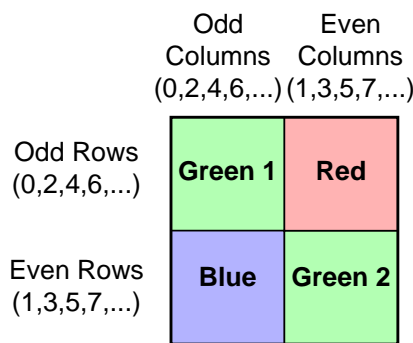 Odd Even
Columns Columns
(0,2,4,6,...) (1,3,5,7,...)
Odd Rows
(0,2,4,6,...)
Green 1 Red
Even Rows
(1,3,5,7,...)
Blue Green 2